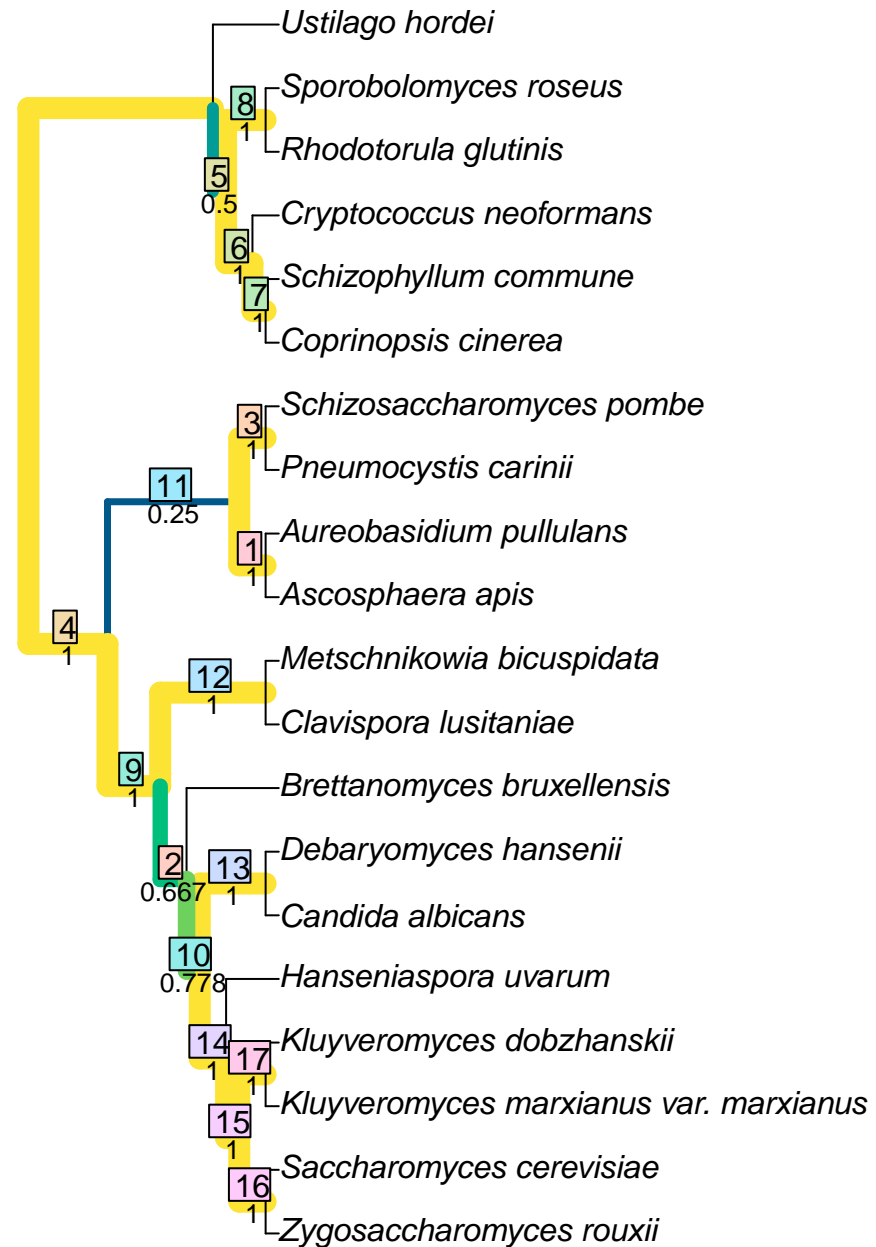 Ustilago hordei
Sporobolomyces roseus
8
1
Rhodotorula glutinis
5
0.5
Cryptococcus neoformans
6
1
Schizophyllum commune
7
1
Coprinopsis cinerea
Schizosaccharomyces pombe
3
1
Pneumocystis carinii
11
0.25
Aureobasidium pullulans
1
1
Ascosphaera apis
4
1
Metschnikowia bicuspidata
12
1
Clavispora lusitaniae
9
1
Brettanomyces bruxellensis
2
0.667
Debaryomyces hansenii
13
1
Candida albicans
10
0.778
Hanseniaspora uvarum
14
1
Kluyveromyces dobzhanskii
17
1
Kluyveromyces marxianus var. marxianus
15
1
Saccharomyces cerevisiae
16
1
Zygosaccharomyces rouxii